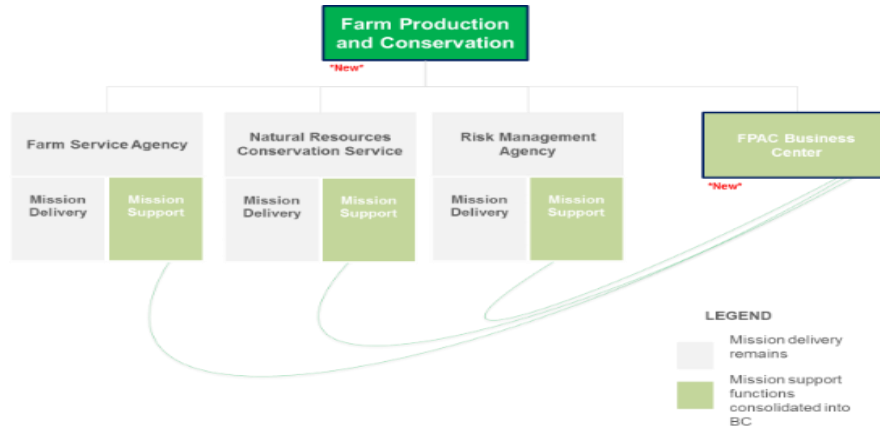 Farm Production
and Conservation
*New*
Farm Service Agency
Natural Resources
Conservation Service
Risk Management
Agency
FPAC Business
Center
*New*
Mission
Delivery
Mission
Support
Mission
Delivery
Mission
Support
Mission
Delivery
Mission
Support
LEGEND
Mission delivery
remains
Mission support
functions
consolidated into
BC